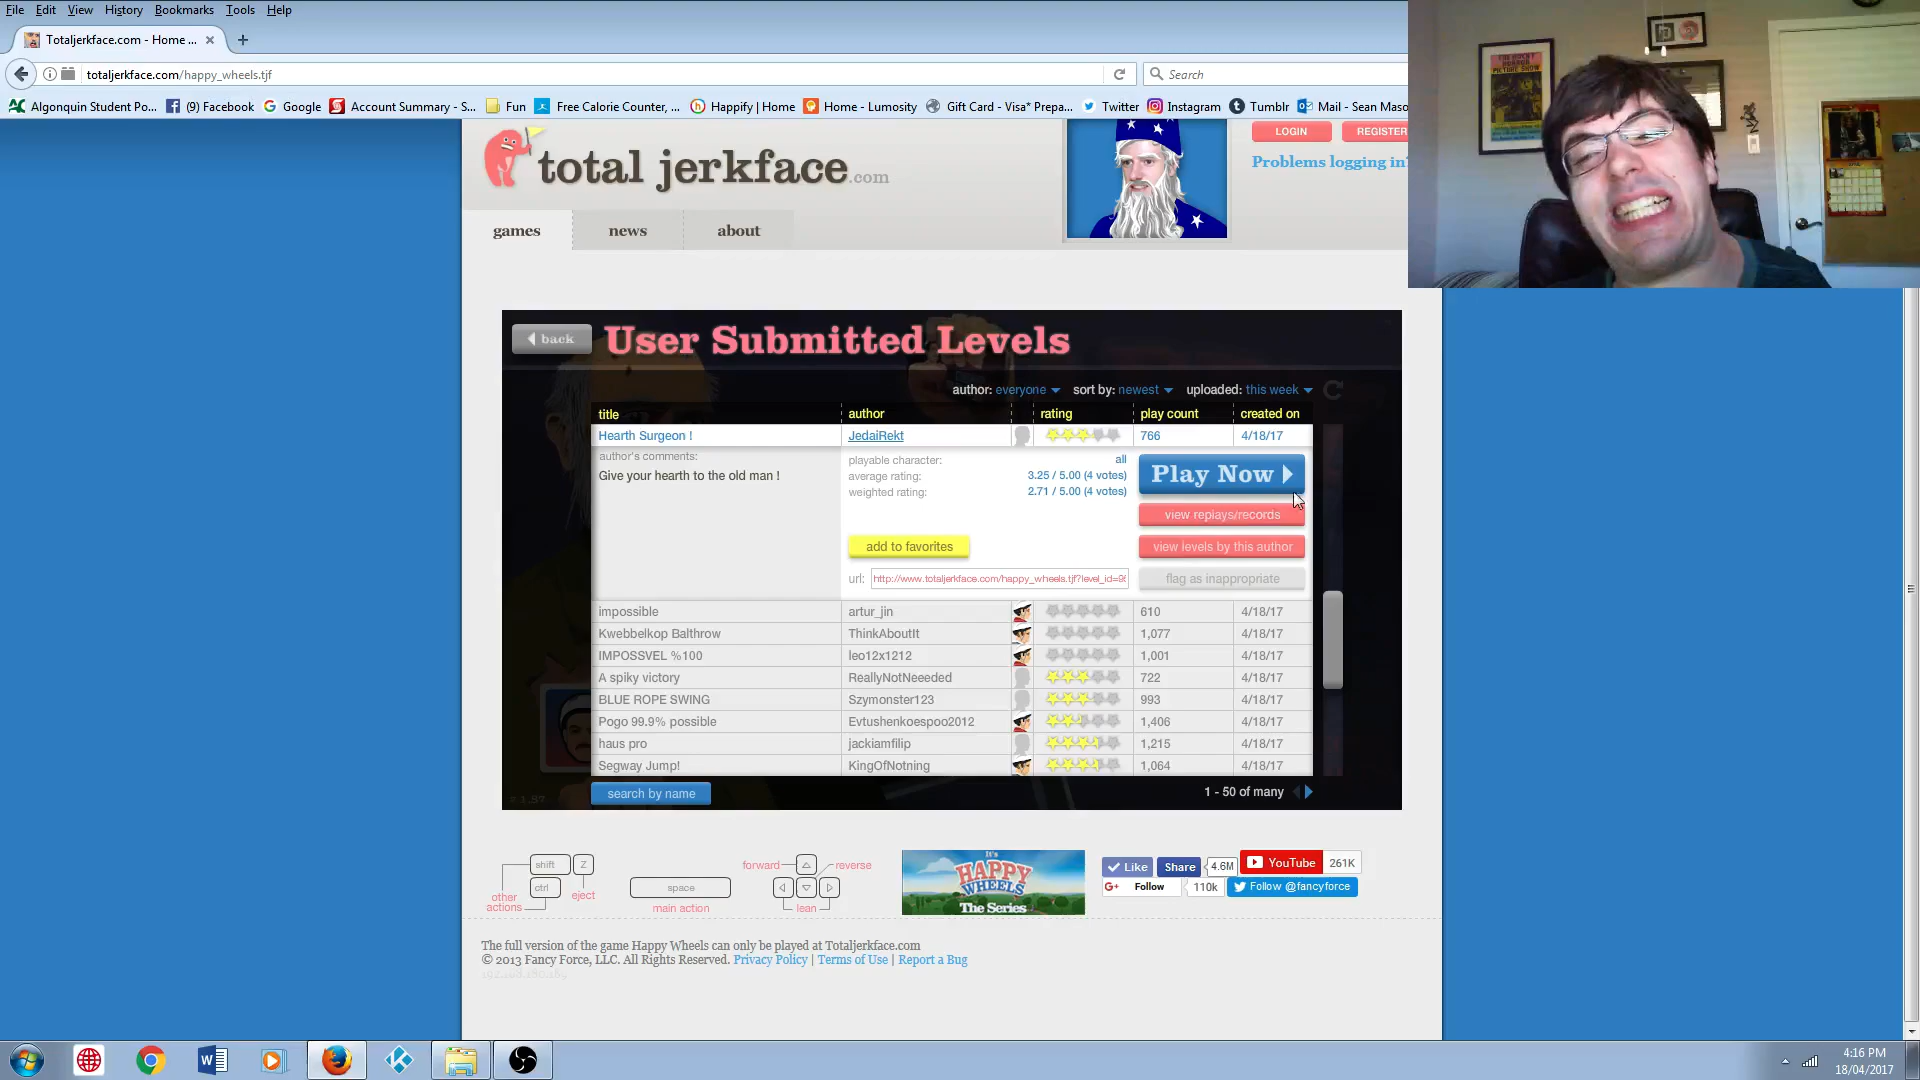 File Edit View History Bookmarks Tools Help
Totaljerkface.com - Home ...
totaljerkface.com/happy_wheels.tjf
Search
Algonquin Student Po... (9) Facebook Google Account Summary - S... Fun Free Calorie Counter, ... Happify | Home Home - Lumosity Gift Card - Visa* Prepa... Twitter Instagram Tumblr Mail - Sean Maso
total jerkface.com
LOGIN REGISTER
Problems logging in?
games news about
back
User Submitted Levels
author: everyone sort by: newest uploaded: this week
title author rating play count created on
Hearth Surgeon ! JedaiRekt 766 4/18/17
author's comments:
Give your hearth to the old man !
playable character: all
average rating: 3.25 / 5.00 (4 votes)
weighted rating: 2.71 / 5.00 (4 votes)
Play Now
view replays/records
add to favorites
view levels by this author
url: http://www.totaljerkface.com/happy_wheels.tjf?level_id=9
flag as inappropriate
impossible artur_jin 610 4/18/17
Kwebbelkop Balthrow ThinkAboutIt 1,077 4/18/17
IMPOSSVEL %100 leo12x1212 1,001 4/18/17
A spiky victory ReallyNotNeeeded 722 4/18/17
BLUE ROPE SWING Szymonster123 993 4/18/17
Pogo 99.9% possible Evtushenkoespoo2012 1,406 4/18/17
haus pro jackiamfilip 1,215 4/18/17
Segway Jump! KingOfNotning 1,064 4/18/17
search by name
1 - 50 of many
shift Z
ctrl
other actions
eject
space
main action
forward reverse
lean
It's
HAPPY
WHEELS
The Series
Like Share 4.6M YouTube 261K
Follow 110k Follow @fancyforce
The full version of the game Happy Wheels can only be played at Totaljerkface.com
© 2013 Fancy Force, LLC. All Rights Reserved. Privacy Policy | Terms of Use | Report a Bug
4:16 PM
18/04/2017